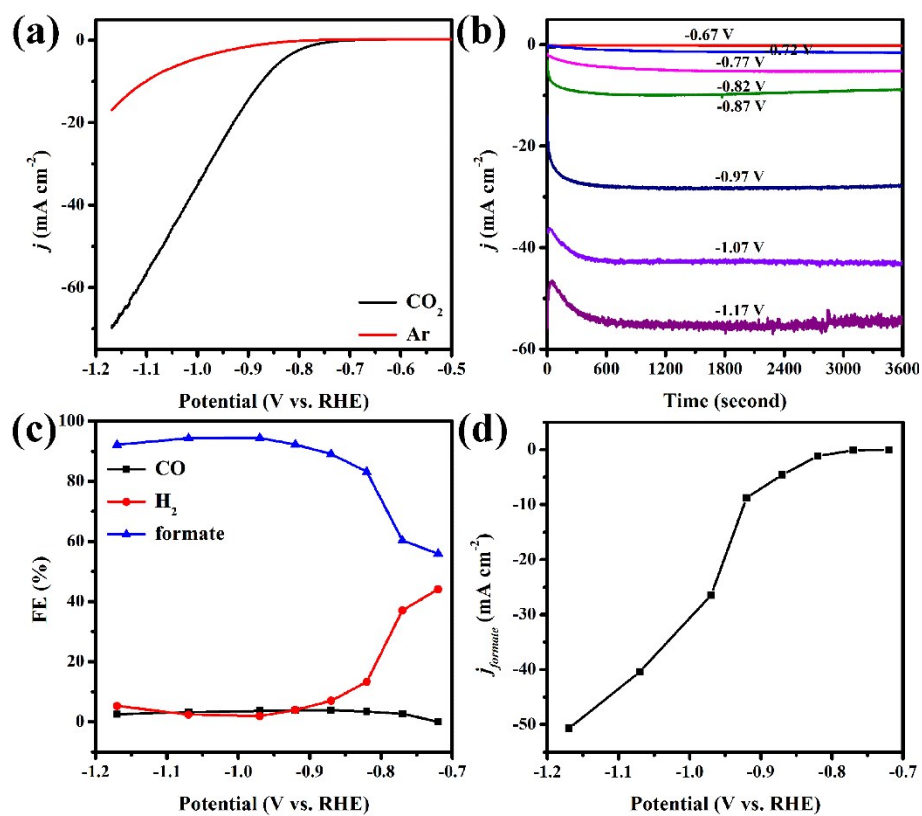 (a)
0
-20
-40
-60
j (mA cm-2)
CO2
Ar
-1.2 -1.1 -1.0 -0.9 -0.8 -0.7 -0.6 -0.5
Potential (V vs. RHE)
(b)
0
-20
-40
-60
j (mA cm-2)
-0.67 V
-0.72 V
-0.77 V
-0.82 V
-0.87 V
-0.97 V
-1.07 V
-1.17 V
0 600 1200 1800 2400 3000 3600
Time (second)
(c)
100
80
60
40
20
0
FE (%)
CO
H2
formate
-1.2 -1.1 -1.0 -0.9 -0.8 -0.7
Potential (V vs. RHE)
(d)
0
-10
-20
-30
-40
-50
jformate (mA cm-2)
-1.2 -1.1 -1.0 -0.9 -0.8 -0.7
Potential (V vs. RHE)